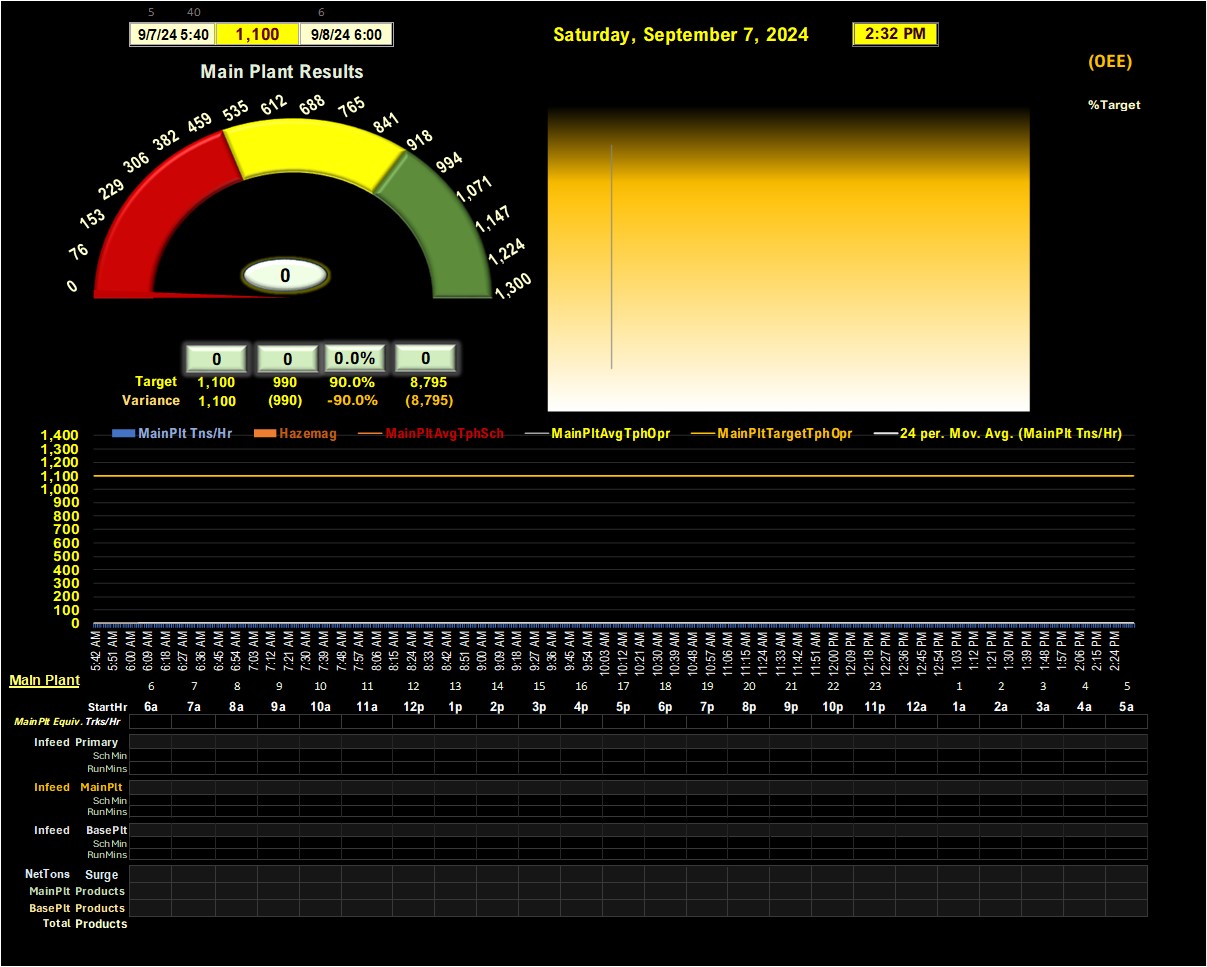 5 40 6
9/7/24 5:40 1,100 9/8/24 6:00 Saturday, September 7, 2024 2:32 PM
(OEE)
Main Plant Results
%Target
0 76 153 229 306 382 459 535 612 688 765 841 918 994 1,071 1,147 1,224 1,300
0
0 0 0.0% 0
Target 1,100 990 90.0% 8,795
Variance 1,100 (990) -90.0% (8,795)
MainPlt Tns/Hr Hazemag MainPltAvgTphSch MainPltAvgTphOpr MainPltTargetTphOpr 24 per. Mov. Avg. (MainPlt Tns/Hr)
1,400
1,300
1,200
1,100
1,000
900
800
700
600
500
400
300
200
100
0
5:42 AM 5:51 AM 6:00 AM 6:09 AM 6:18 AM 6:27 AM 6:36 AM 6:45 AM 6:54 AM 7:03 AM 7:12 AM 7:21 AM 7:30 AM 7:39 AM 7:48 AM 7:57 AM 8:06 AM 8:15 AM 8:24 AM 8:33 AM 8:42 AM 8:51 AM 9:00 AM 9:09 AM 9:18 AM 9:27 AM 9:36 AM 9:45 AM 9:54 AM 10:03 AM 10:12 AM 10:21 AM 10:30 AM 10:39 AM 10:48 AM 10:57 AM 11:06 AM 11:15 AM 11:24 AM 11:33 AM 11:42 AM 11:51 AM 12:00 PM 12:09 PM 12:18 PM 12:27 PM 12:36 PM 12:45 PM 12:54 PM 1:03 PM 1:12 PM 1:21 PM 1:30 PM 1:39 PM 1:48 PM 1:57 PM 2:06 PM 2:15 PM 2:24 PM
Main Plant
6 7 8 9 10 11 12 13 14 15 16 17 18 19 20 21 22 23 1 2 3 4 5
StartHr 6a 7a 8a 9a 10a 11a 12p 1p 2p 3p 4p 5p 6p 7p 8p 9p 10p 11p 12a 1a 2a 3a 4a 5a
MainPlt Equiv. Trks/Hr
Infeed Primary
SchMin
RunMins
Infeed MainPlt
SchMin
RunMins
Infeed BasePlt
SchMin
RunMins
NetTons Surge
MainPlt Products
BasePlt Products
Total Products